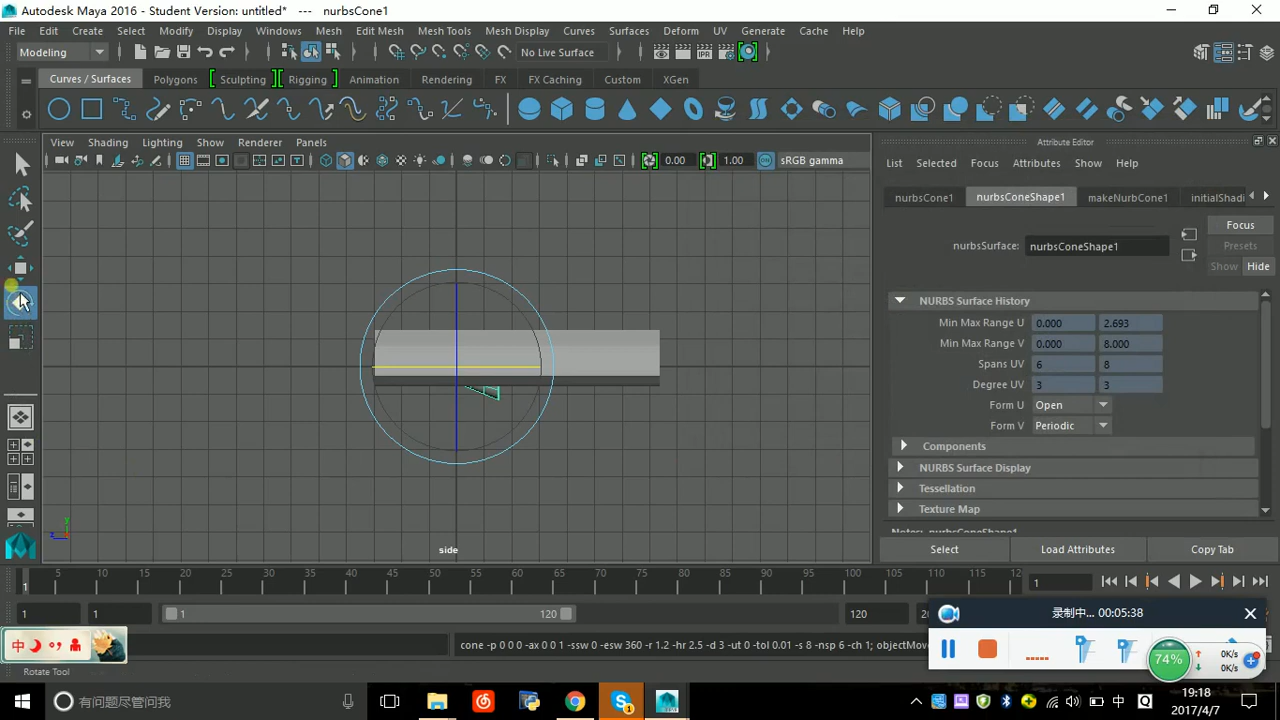 Autodesk Maya 2016 - Student Version: untitled*   ---   nurbsCone1
File Edit Create Select Modify Display Windows Mesh Edit Mesh Mesh Tools Mesh Display Curves Surfaces Deform UV Generate Cache Help
Modeling No Live Surface
Curves / Surfaces Polygons Sculpting Rigging Animation Rendering FX FX Caching Custom XGen
View Shading Lighting Show Renderer Panels
0.00 1.00 sRGB gamma
side
Attribute Editor
List Selected Focus Attributes Show Help
nurbsCone1 nurbsConeShape1 makeNurbCone1 initialShadi
nurbsSurface: nurbsConeShape1
Focus
Presets
Show Hide
NURBS Surface History
Min Max Range U 0.000 2.693
Min Max Range V 0.000 8.000
Spans UV 6 8
Degree UV 3 3
Form U Open
Form V Periodic
Components
NURBS Surface Display
Tessellation
Texture Map
Select Load Attributes Copy Tab
5 10 15 20 25 30 35 40 45 50 55 60 65 70 75 80 85 90 95 100 105 110 115 12
1 1
1 1 1 120 120
cone -p 0 0 0 -ax 0 0 1 -ssw 0 -esw 360 -r 1.2 -hr 2.5 -d 3 -ut 0 -tol 0.01 -s 8 -nsp 6 -ch 1; objectMov
Rotate Tool
录制中... 00:05:38
74% 0K/s
0K/s
中
有问题尽管问我
中 19:18
2017/4/7